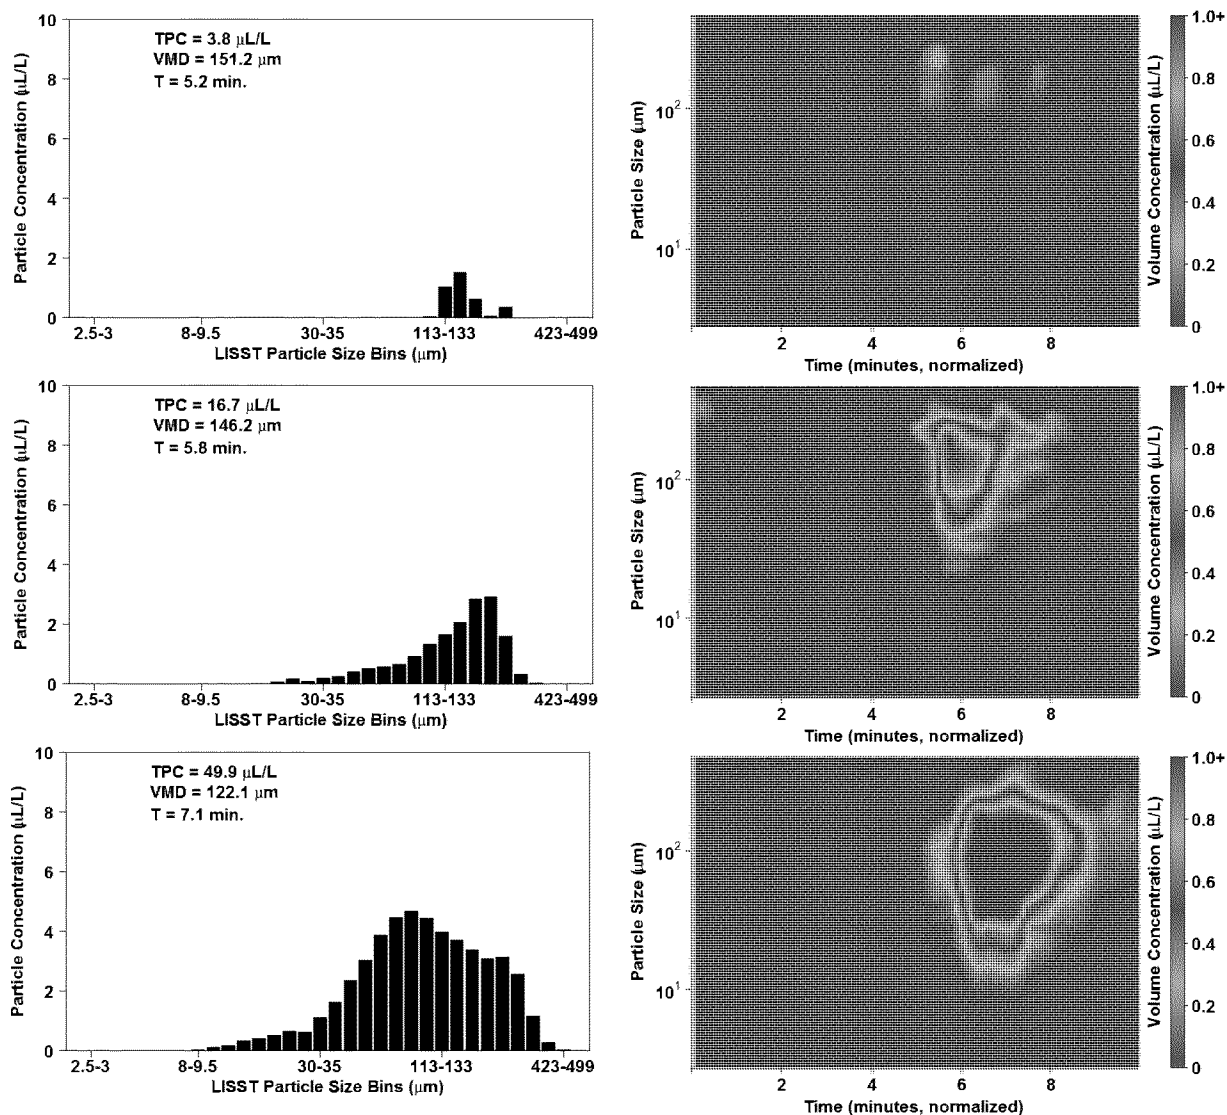 TPC = 3.8 μL/L
VMD = 151.2 μm
T = 5.2 min.
Particle Concentration (μL/L)
10
8
6
4
2
0
2.5-3 8-9.5 30-35 113-133 423-499
LISST Particle Size Bins (μm)
Particle Size (μm)
10²
10¹
2 4 6 8
Time (minutes, normalized)
Volume Concentration (μL/L)
1.0+
0.8
0.6
0.4
0.2
0
TPC = 16.7 μL/L
VMD = 146.2 μm
T = 5.8 min.
Particle Concentration (μL/L)
10
8
6
4
2
0
2.5-3 8-9.5 30-35 113-133 423-499
LISST Particle Size Bins (μm)
Particle Size (μm)
10²
10¹
2 4 6 8
Time (minutes, normalized)
Volume Concentration (μL/L)
1.0+
0.8
0.6
0.4
0.2
0
TPC = 49.9 μL/L
VMD = 122.1 μm
T = 7.1 min.
Particle Concentration (μL/L)
10
8
6
4
2
0
2.5-3 8-9.5 30-35 113-133 423-499
LISST Particle Size Bins (μm)
Particle Size (μm)
10²
10¹
2 4 6 8
Time (minutes, normalized)
Volume Concentration (μL/L)
1.0+
0.8
0.6
0.4
0.2
0